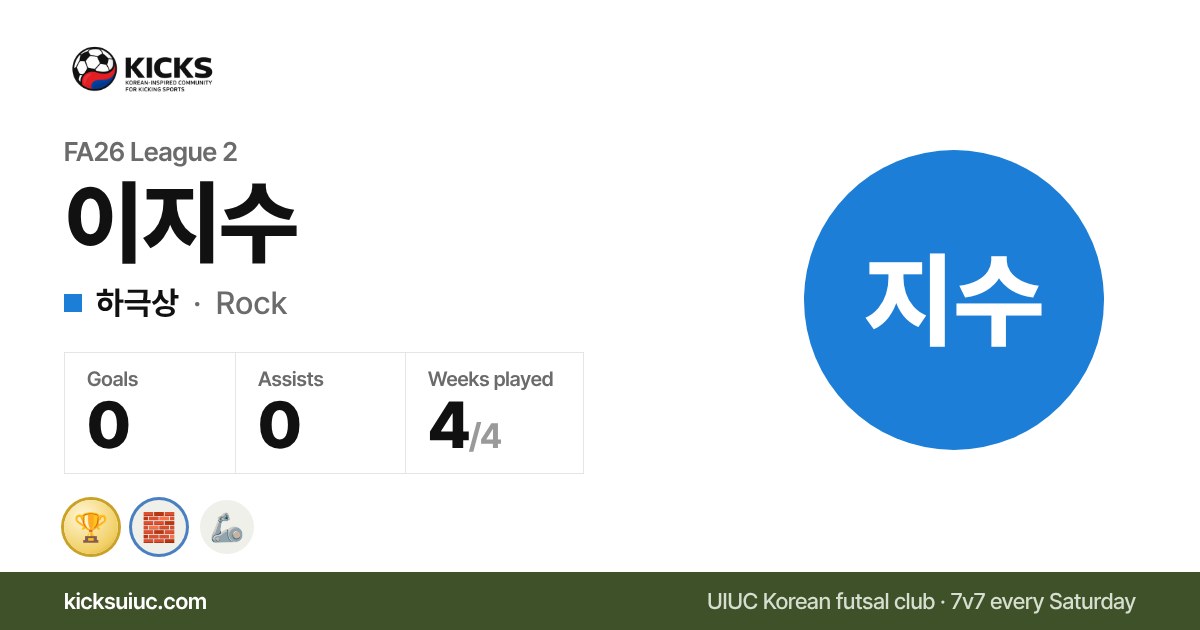 KICKS
KOREAN-INSPIRED COMMUNITY
FOR KICKING SPORTS
FA26 League 2
이지수
하극상 · Rock
지수
Goals
0
Assists
0
Weeks played
4/4
kicksuiuc.com
UIUC Korean futsal club · 7v7 every Saturday